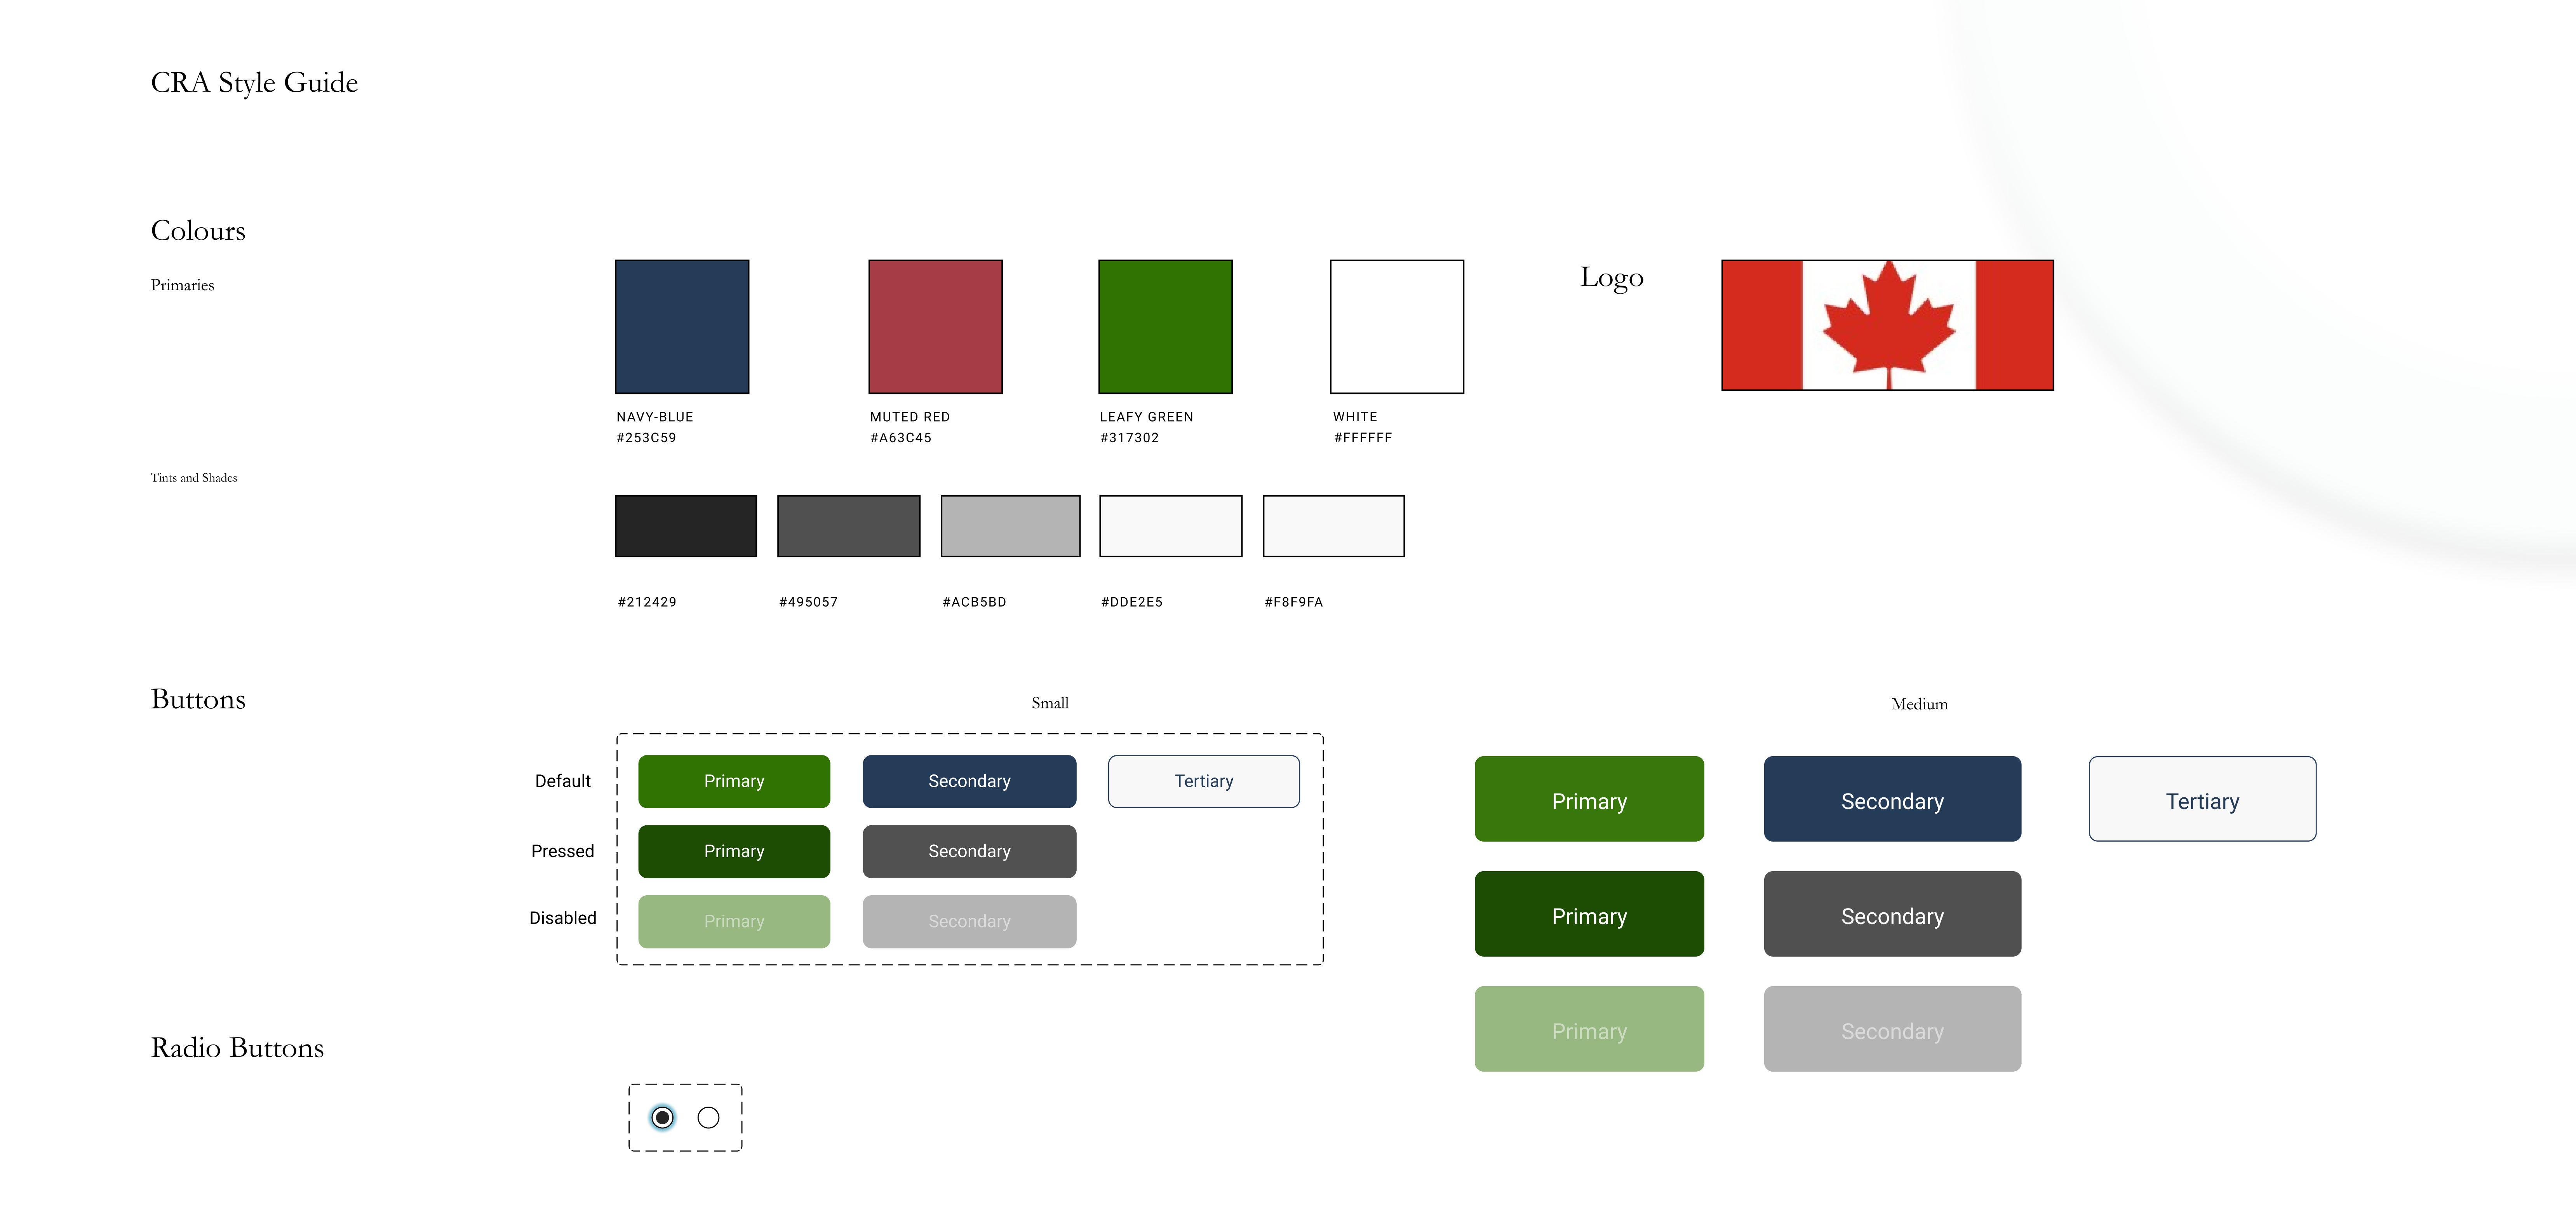 CRA Style Guide
Colours
Primaries
Logo
NAVY-BLUE
#253C59
MUTED RED
#A63C45
LEAFY GREEN
#317302
WHITE
#FFFFFF
Tints and Shades
#212429
#495057
#ACB5BD
#DDE2E5
#F8F9FA
Buttons
Small
Medium
Default
Primary
Secondary
Tertiary
Pressed
Primary
Secondary
Disabled
Primary
Secondary
Primary
Secondary
Tertiary
Primary
Secondary
Primary
Secondary
Radio Buttons